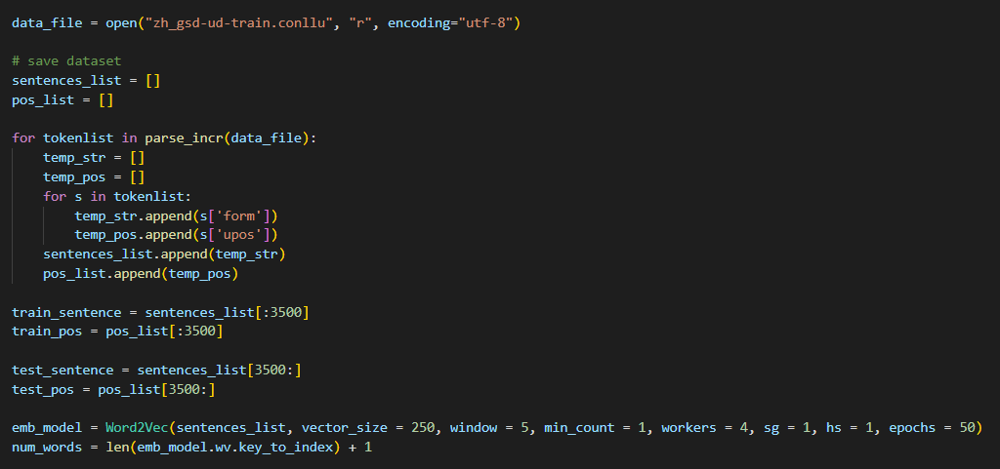 data_file = open("zh_gsd-ud-train.conllu", "r", encoding="utf-8")
# save dataset
sentences_list = []
pos_list = []
for tokenlist in parse_incr(data_file):
    temp_str = []
    temp_pos = []
    for s in tokenlist:
        temp_str.append(s['form'])
        temp_pos.append(s['upos'])
    sentences_list.append(temp_str)
    pos_list.append(temp_pos)
train_sentence = sentences_list[:3500]
train_pos = pos_list[:3500]
test_sentence = sentences_list[3500:]
test_pos = pos_list[3500:]
emb_model = Word2Vec(sentences_list, vector_size = 250, window = 5, min_count = 1, workers = 4, sg = 1, hs = 1, epochs = 50)
num_words = len(emb_model.wv.key_to_index) + 1